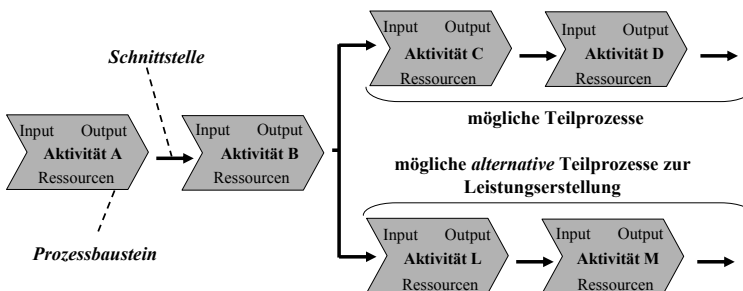 Schnittstelle
Input Output
Aktivität A
Ressourcen
Prozessbaustein
Input Output
Aktivität B
Ressourcen
Input Output
Aktivität C
Ressourcen
Input Output
Aktivität D
Ressourcen
mögliche Teilprozesse
mögliche alternative Teilprozesse zur
Leistungserstellung
Input Output
Aktivität L
Ressourcen
Input Output
Aktivität M
Ressourcen